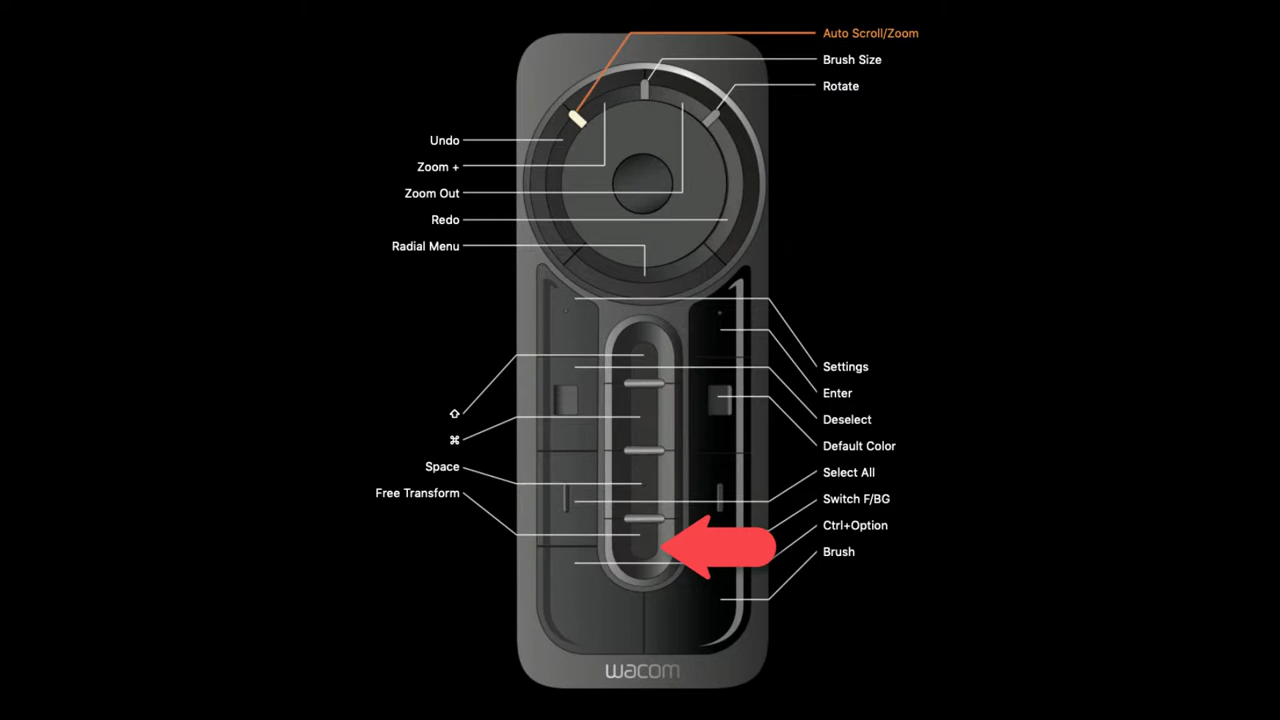 Auto Scroll/Zoom
Brush Size
Rotate
Undo
Zoom +
Zoom Out
Redo
Radial Menu
⇧
⌘
Space
Free Transform
Settings
Enter
Deselect
Default Color
Select All
Switch F/BG
Ctrl+Option
Brush
wacom